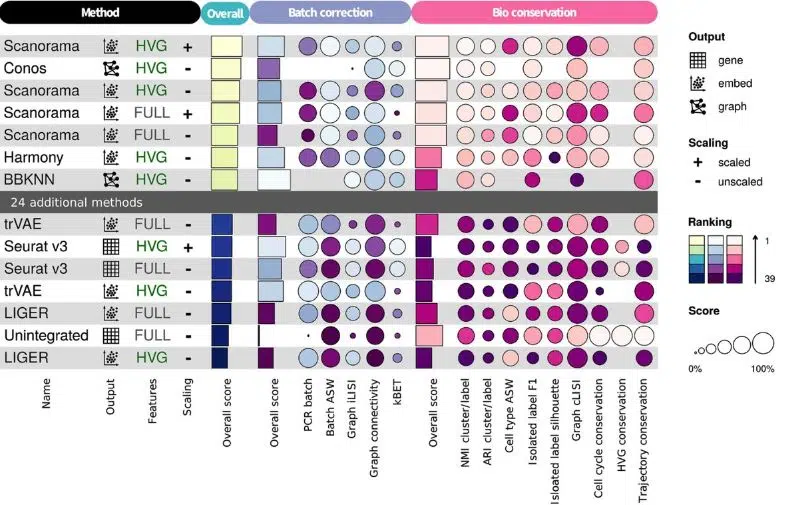 Method Overall Batch correction Bio conservation
Scanorama HVG +
Conos HVG -
Scanorama HVG -
Scanorama FULL +
Scanorama FULL -
Harmony HVG -
BBKNN HVG -
24 additional methods
trVAE FULL -
Seurat v3 HVG +
Seurat v3 FULL -
trVAE HVG -
LIGER FULL -
Unintegrated FULL -
LIGER HVG -
Name
Output
Features
Scaling
Overall score
Overall score
PCR batch
Batch ASW
Graph iLISI
Graph connectivity
kBET
Overall score
NMI cluster/label
ARI cluster/label
Cell type ASW
Isolated label F1
Isloated label silhouette
Graph cLISI
Cell cycle conservation
HVG conservation
Trajectory conservation
Output
gene
embed
graph
Scaling
+ scaled
- unscaled
Ranking
1
39
Score
0% 100%